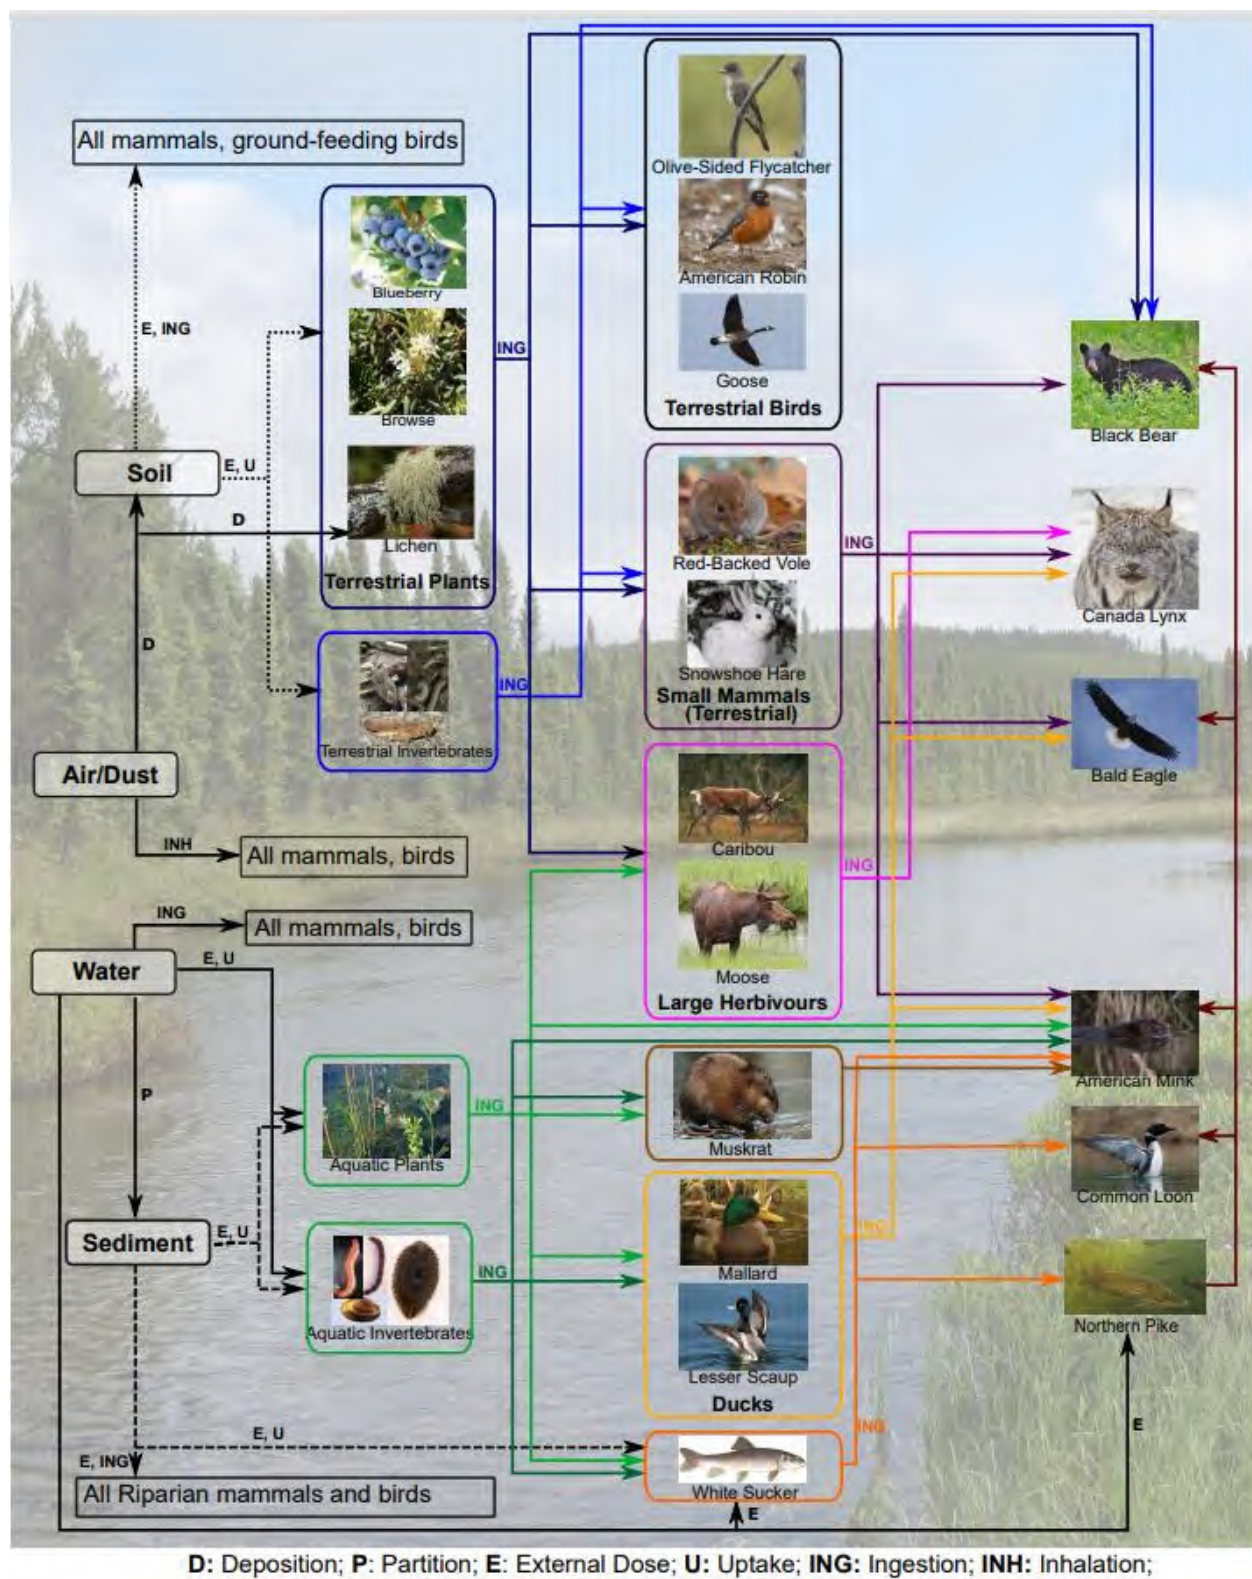 Olive-Sided Flycatcher
All mammals, ground-feeding birds
American Robin
Blueberry
E, ING
ING
Goose
Terrestrial Birds
Browse
Black Bear
Soil
E, U
D
Lichen
ING
Red-Backed Vole
Terrestrial Plants
Canada Lynx
D
Snowshoe Hare
ING
Small Mammals
(Terrestrial)
Terrestrial Invertebrates
Air/Dust
Bald Eagle
INH
All mammals, birds
Caribou
ING
ING
All mammals, birds
E, U
Water
Moose
Large Herbivours
American Mink
P
ING
Muskrat
Aquatic Plants
Common Loon
E, U
Sediment
ING
ING
Mallard
Aquatic Invertebrates
Northern Pike
Lesser Scaup
Ducks
E, U
ING
E
E, ING
All Riparian mammals and birds
White Sucker
E
D: Deposition; P: Partition; E: External Dose; U: Uptake; ING: Ingestion; INH: Inhalation;